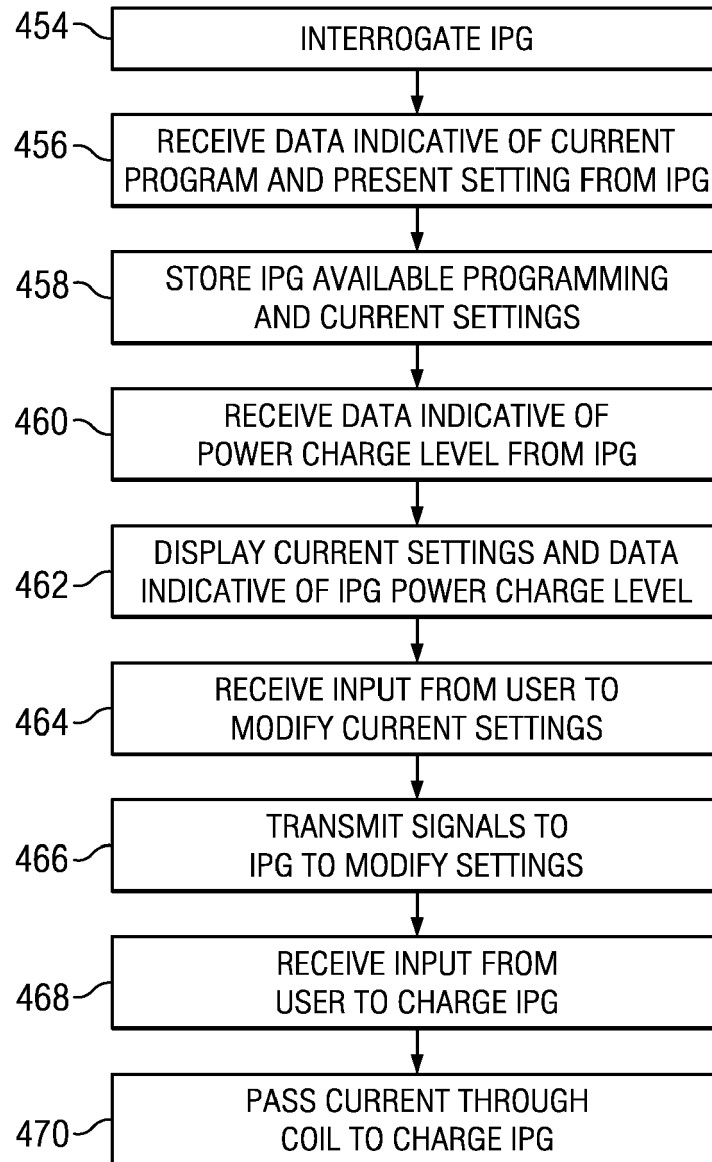 454
INTERROGATE IPG
456
RECEIVE DATA INDICATIVE OF CURRENT
PROGRAM AND PRESENT SETTING FROM IPG
458
STORE IPG AVAILABLE PROGRAMMING
AND CURRENT SETTINGS
460
RECEIVE DATA INDICATIVE OF
POWER CHARGE LEVEL FROM IPG
462
DISPLAY CURRENT SETTINGS AND DATA
INDICATIVE OF IPG POWER CHARGE LEVEL
464
RECEIVE INPUT FROM USER TO
MODIFY CURRENT SETTINGS
466
TRANSMIT SIGNALS TO
IPG TO MODIFY SETTINGS
468
RECEIVE INPUT FROM
USER TO CHARGE IPG
470
PASS CURRENT THROUGH
COIL TO CHARGE IPG